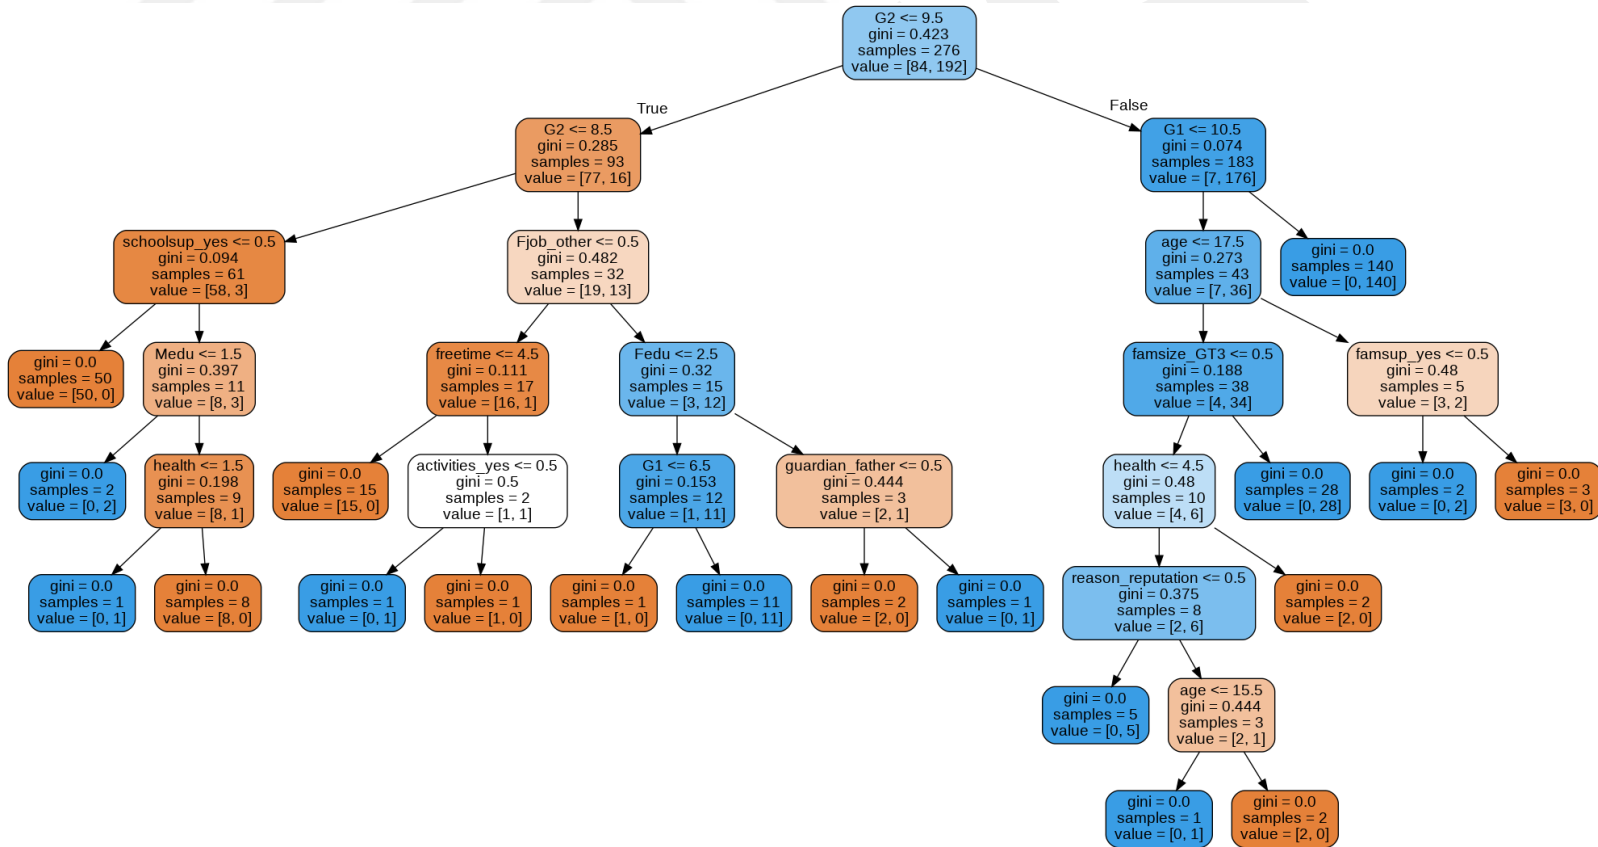 G2 <= 9.5
gini = 0.423
samples = 276
value = [84, 192]
True
False
G2 <= 8.5
gini = 0.285
samples = 93
value = [77, 16]
G1 <= 10.5
gini = 0.074
samples = 183
value = [7, 176]
schoolsup_yes <= 0.5
gini = 0.094
samples = 61
value = [58, 3]
Fjob_other <= 0.5
gini = 0.482
samples = 32
value = [19, 13]
age <= 17.5
gini = 0.273
samples = 43
value = [7, 36]
gini = 0.0
samples = 140
value = [0, 140]
gini = 0.0
samples = 50
value = [50, 0]
Medu <= 1.5
gini = 0.397
samples = 11
value = [8, 3]
freetime <= 4.5
gini = 0.111
samples = 17
value = [16, 1]
Fedu <= 2.5
gini = 0.32
samples = 15
value = [3, 12]
famsize_GT3 <= 0.5
gini = 0.188
samples = 38
value = [4, 34]
famsup_yes <= 0.5
gini = 0.48
samples = 5
value = [3, 2]
gini = 0.0
samples = 2
value = [0, 2]
health <= 1.5
gini = 0.198
samples = 9
value = [8, 1]
gini = 0.0
samples = 15
value = [15, 0]
activities_yes <= 0.5
gini = 0.5
samples = 2
value = [1, 1]
G1 <= 6.5
gini = 0.153
samples = 12
value = [1, 11]
guardian_father <= 0.5
gini = 0.444
samples = 3
value = [2, 1]
health <= 4.5
gini = 0.48
samples = 10
value = [4, 6]
gini = 0.0
samples = 28
value = [0, 28]
gini = 0.0
samples = 2
value = [0, 2]
gini = 0.0
samples = 3
value = [3, 0]
gini = 0.0
samples = 1
value = [0, 1]
gini = 0.0
samples = 8
value = [8, 0]
gini = 0.0
samples = 1
value = [0, 1]
gini = 0.0
samples = 1
value = [1, 0]
gini = 0.0
samples = 1
value = [1, 0]
gini = 0.0
samples = 11
value = [0, 11]
gini = 0.0
samples = 2
value = [2, 0]
gini = 0.0
samples = 1
value = [0, 1]
reason_reputation <= 0.5
gini = 0.375
samples = 8
value = [2, 6]
gini = 0.0
samples = 2
value = [2, 0]
gini = 0.0
samples = 5
value = [0, 5]
age <= 15.5
gini = 0.444
samples = 3
value = [2, 1]
gini = 0.0
samples = 1
value = [0, 1]
gini = 0.0
samples = 2
value = [2, 0]